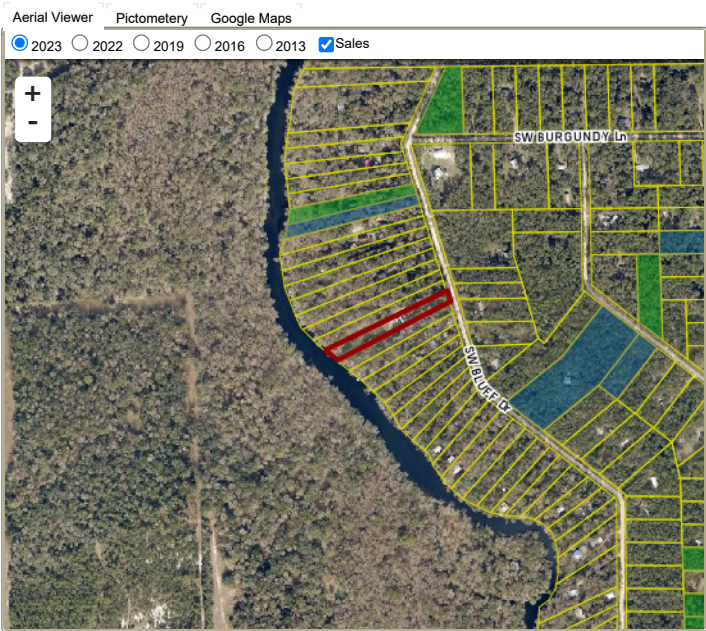 Aerial Viewer Pictometery Google Maps
2023 2022 2019 2016 2013 Sales
+
-
SW BURGUNDY Ln
SW BLUFF Dr